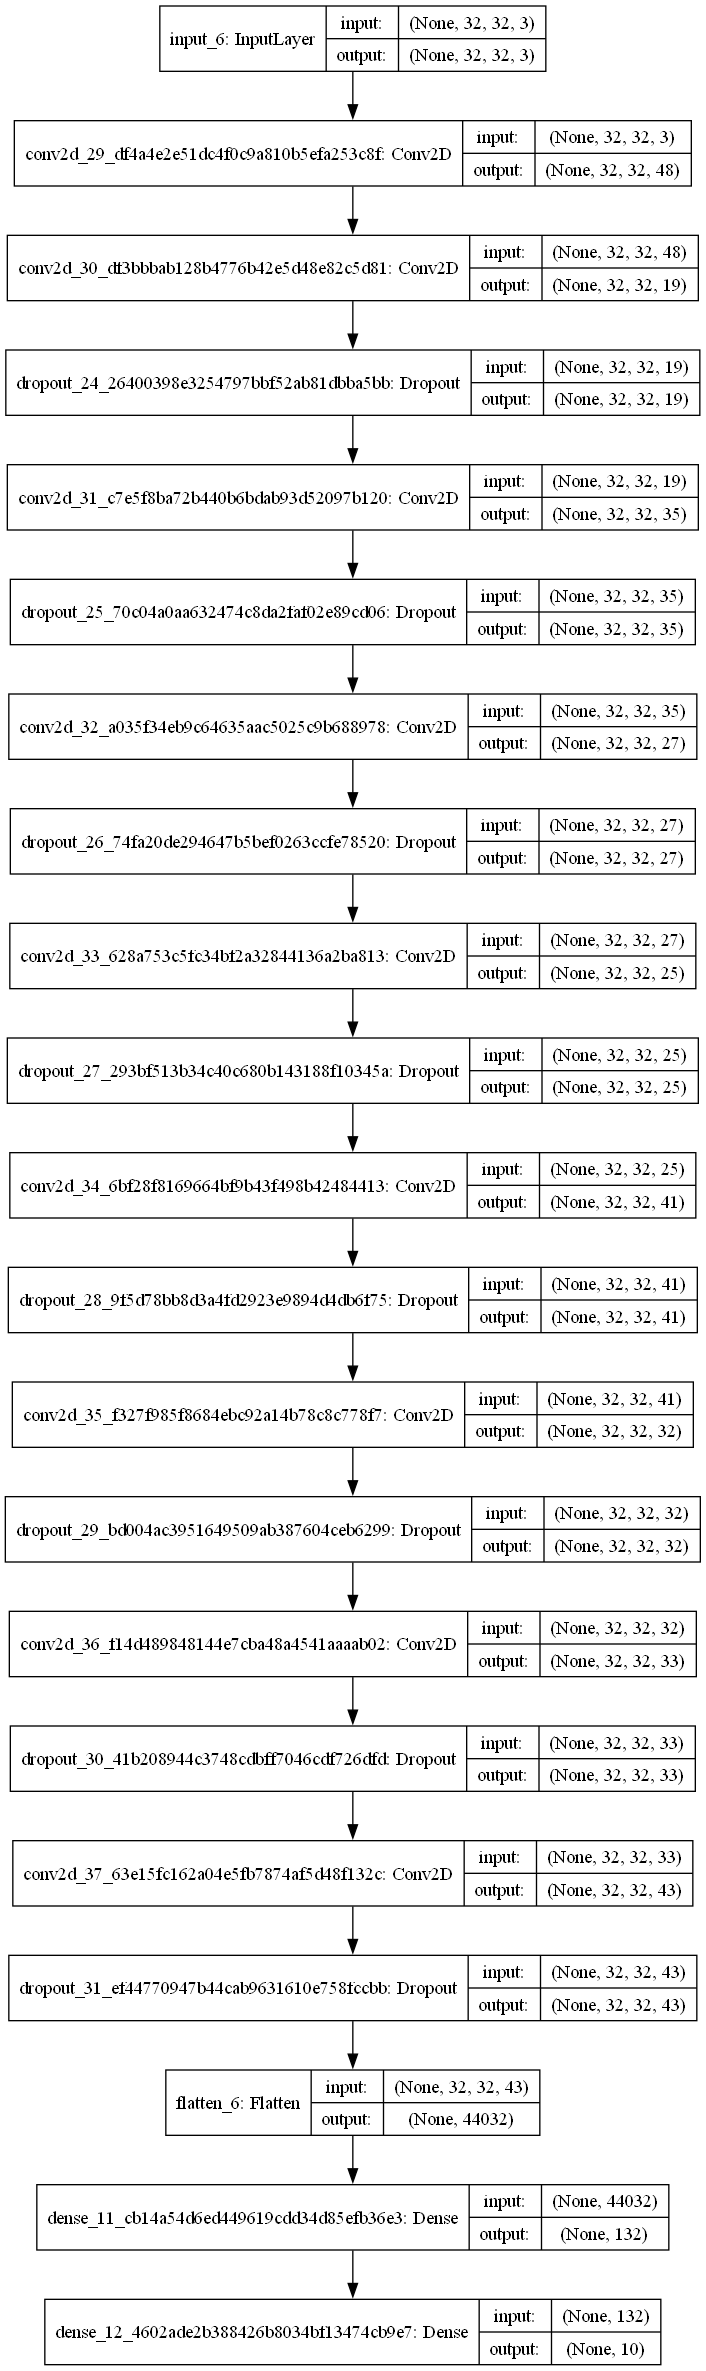 input_6: InputLayer
input: (None, 32, 32, 3)
output: (None, 32, 32, 3)
conv2d_29_df4a4e2e51dc4f0c9a810b5efa253c8f: Conv2D
input: (None, 32, 32, 3)
output: (None, 32, 32, 48)
conv2d_30_df3bbbab128b4776b42e5d48e82c5d81: Conv2D
input: (None, 32, 32, 48)
output: (None, 32, 32, 19)
dropout_24_26400398e3254797bbf52ab81dbba5bb: Dropout
input: (None, 32, 32, 19)
output: (None, 32, 32, 19)
conv2d_31_c7e5f8ba72b440b6bdab93d52097b120: Conv2D
input: (None, 32, 32, 19)
output: (None, 32, 32, 35)
dropout_25_70c04a0aa632474c8da2faf02e89cd06: Dropout
input: (None, 32, 32, 35)
output: (None, 32, 32, 35)
conv2d_32_a035f34eb9c64635aac5025c9b688978: Conv2D
input: (None, 32, 32, 35)
output: (None, 32, 32, 27)
dropout_26_74fa20de294647b5bef0263ccfe78520: Dropout
input: (None, 32, 32, 27)
output: (None, 32, 32, 27)
conv2d_33_628a753c5fc34bf2a32844136a2ba813: Conv2D
input: (None, 32, 32, 27)
output: (None, 32, 32, 25)
dropout_27_293bf513b34c40c680b143188f10345a: Dropout
input: (None, 32, 32, 25)
output: (None, 32, 32, 25)
conv2d_34_6bf28f8169664bf9b43f498b42484413: Conv2D
input: (None, 32, 32, 25)
output: (None, 32, 32, 41)
dropout_28_9f5d78bb8d3a4fd2923e9894d4db6f75: Dropout
input: (None, 32, 32, 41)
output: (None, 32, 32, 41)
conv2d_35_f327f985f8684ebc92a14b78c8c778f7: Conv2D
input: (None, 32, 32, 41)
output: (None, 32, 32, 32)
dropout_29_bd004ac3951649509ab387604ceb6299: Dropout
input: (None, 32, 32, 32)
output: (None, 32, 32, 32)
conv2d_36_f14d489848144e7cba48a4541aaaab02: Conv2D
input: (None, 32, 32, 32)
output: (None, 32, 32, 33)
dropout_30_41b208944c3748cdbff7046cdf726dfd: Dropout
input: (None, 32, 32, 33)
output: (None, 32, 32, 33)
conv2d_37_63e15fc162a04e5fb7874af5d48f132c: Conv2D
input: (None, 32, 32, 33)
output: (None, 32, 32, 43)
dropout_31_ef44770947b44cab9631610e758fccbb: Dropout
input: (None, 32, 32, 43)
output: (None, 32, 32, 43)
flatten_6: Flatten
input: (None, 32, 32, 43)
output: (None, 44032)
dense_11_cb14a54d6ed449619cdd34d85efb36e3: Dense
input: (None, 44032)
output: (None, 132)
dense_12_4602ade2b388426b8034bf13474cb9e7: Dense
input: (None, 132)
output: (None, 10)